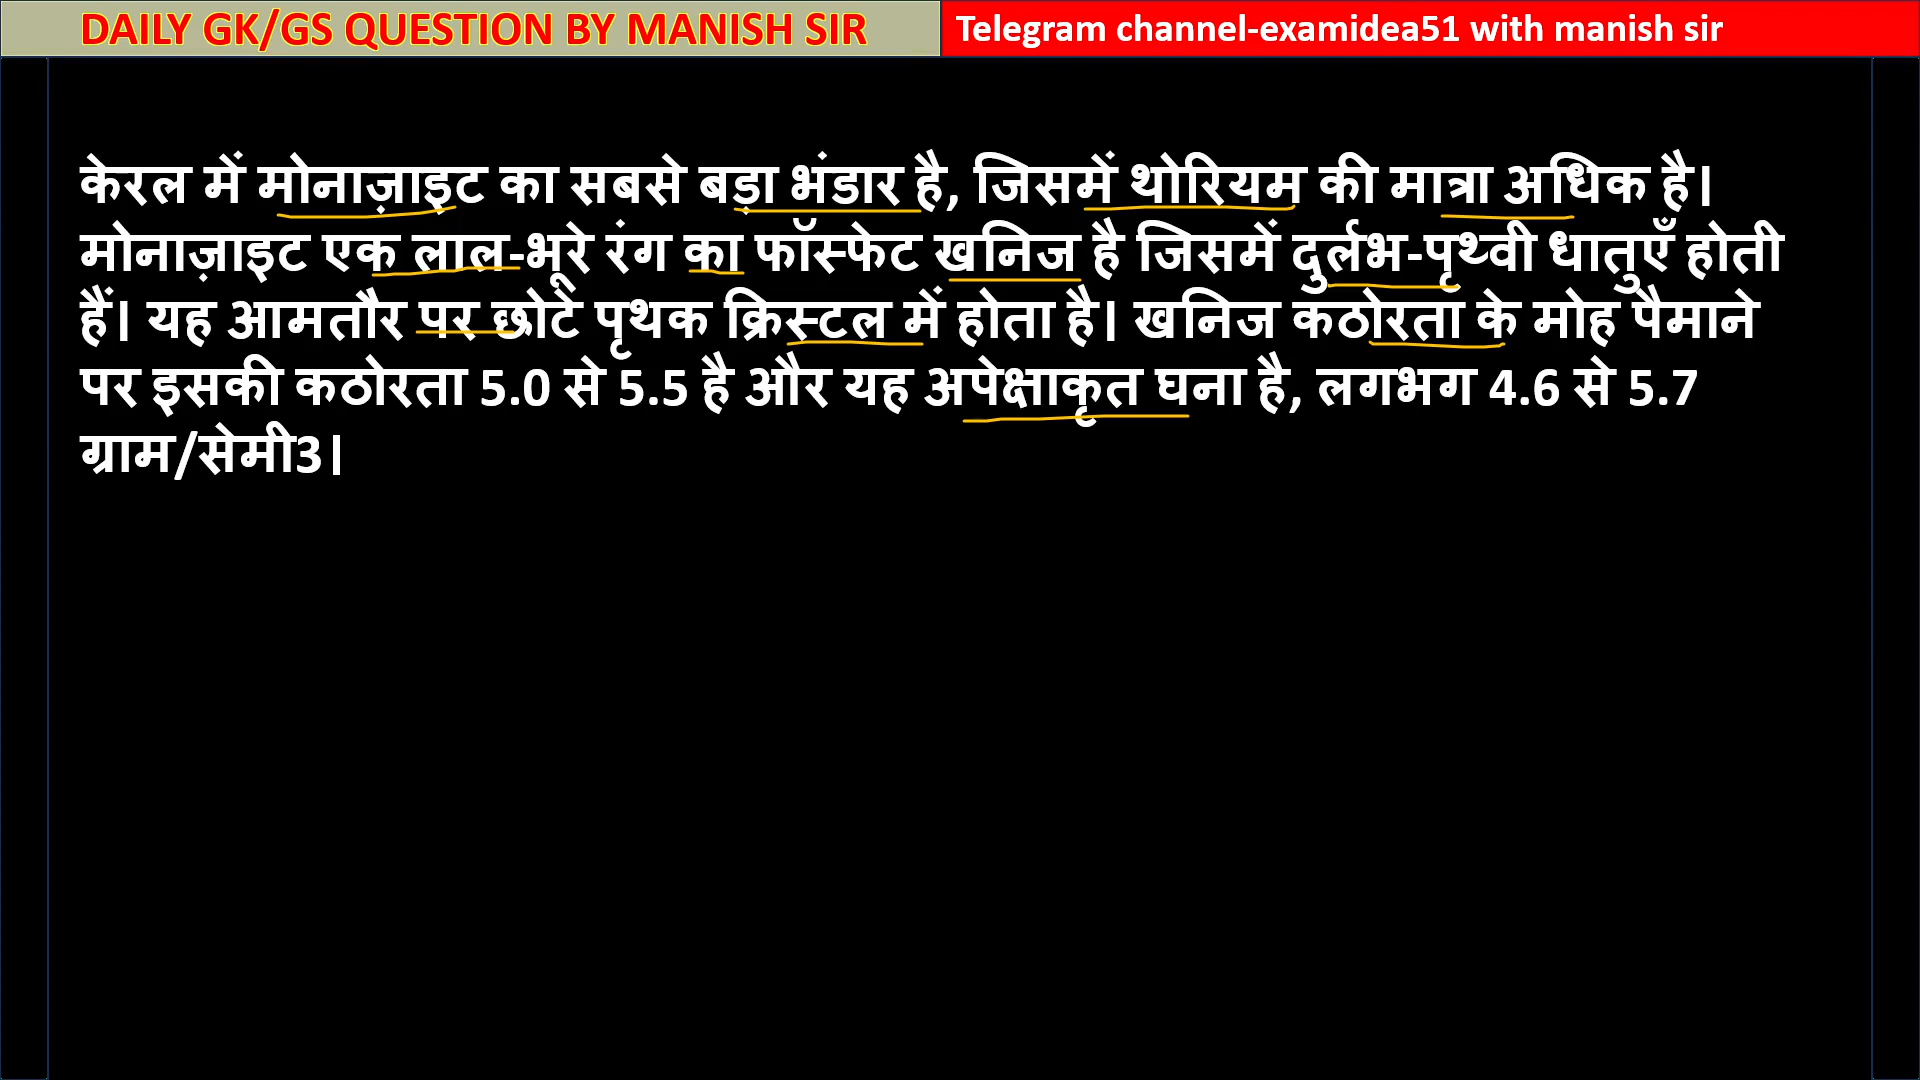 DAILY GK/GS QUESTION BY MANISH SIR
Telegram channel-examidea51 with manish sir
केरल में मोनाज़ाइट का सबसे बड़ा भंडार है, जिसमें थोरियम की मात्रा अधिक है।
मोनाज़ाइट एक लाल-भूरे रंग का फॉस्फेट खनिज है जिसमें दुर्लभ-पृथ्वी धातुएँ होती
हैं। यह आमतौर पर छोटे पृथक क्रिस्टल में होता है। खनिज कठोरता के मोह पैमाने
पर इसकी कठोरता 5.0 से 5.5 है और यह अपेक्षाकृत घना है, लगभग 4.6 से 5.7
ग्राम/सेमी3।